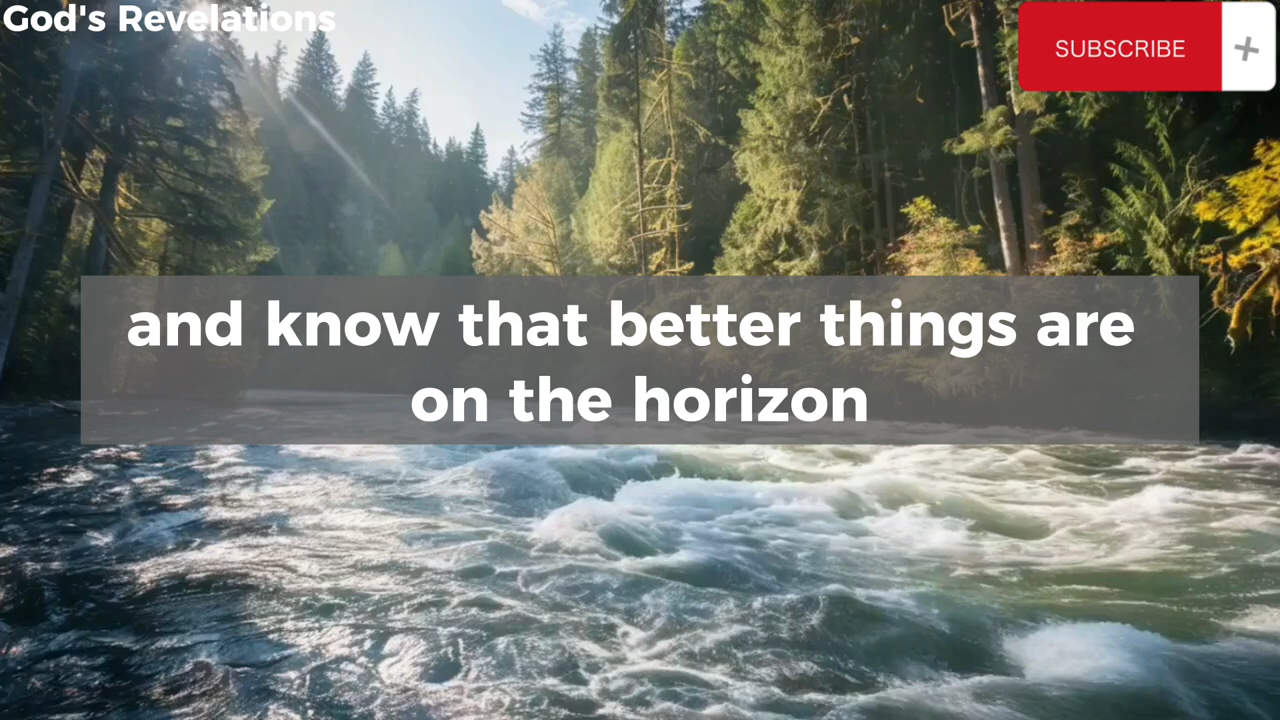 God's Revelations
SUBSCRIBE
and know that better things are
on the horizon